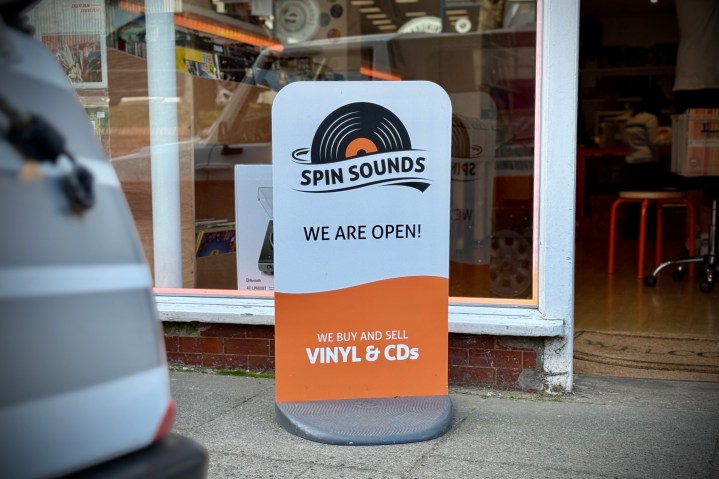 SPIN SOUNDS
WE ARE OPEN!
WE BUY AND SELL
VINYL & CDs